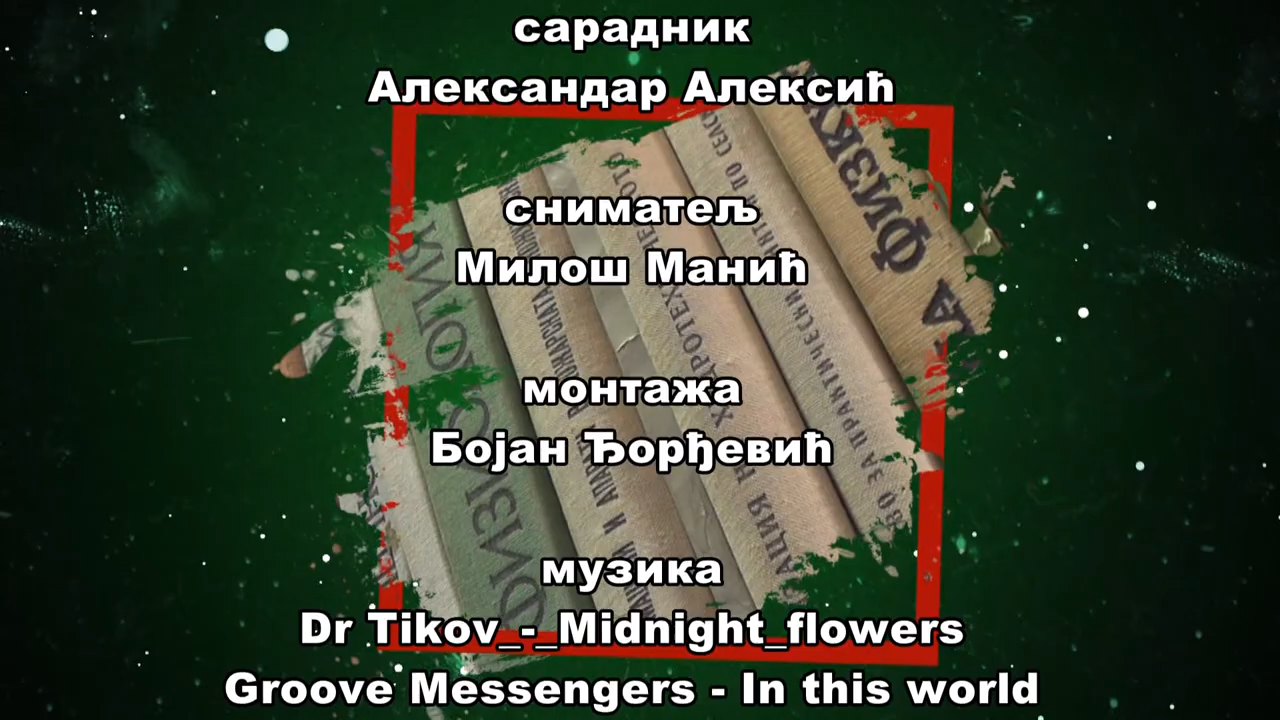 сарадник
Александар Алексић
сниматељ
Милош Манић
монтажа
Бојан Ђорђевић
музика
Dr Tikov_-_Midnight_flowers
Groove Messengers - In this world